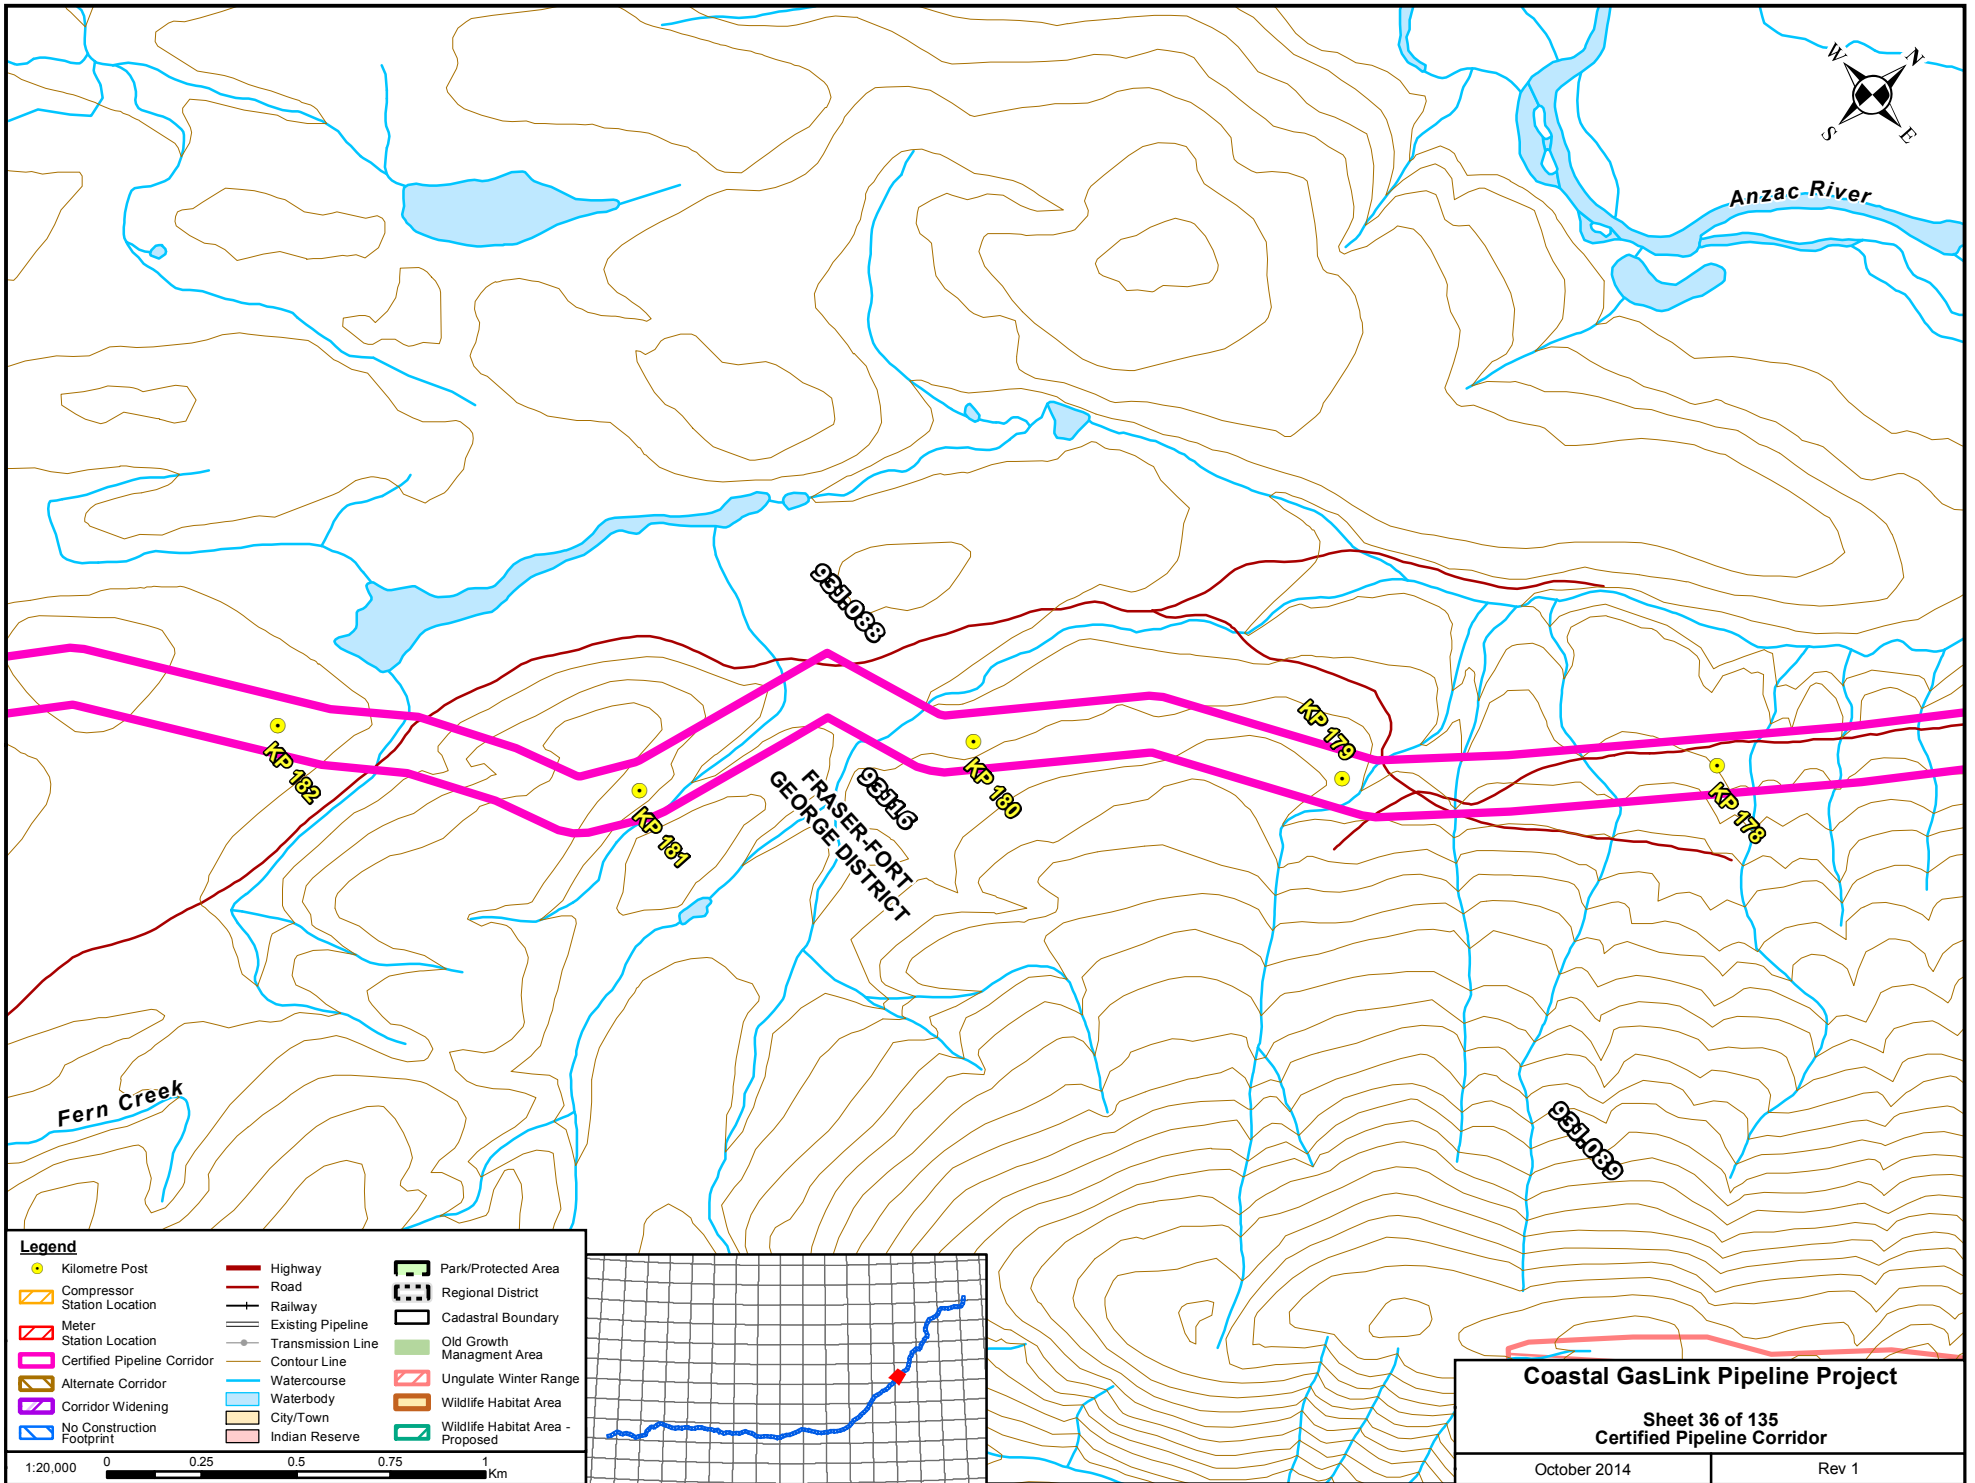 W
N
S
E
Anzac River
93J.088
KP 179
KP 182
KP 180
KP 178
93J16
FRASER-FORT
GEORGE DISTRICT
KP 181
Fern Creek
93J.089
Legend
Kilometre Post
Compressor
Station Location
Meter
Station Location
Certified Pipeline Corridor
Alternate Corridor
Corridor Widening
No Construction
Footprint
Highway
Road
Railway
Existing Pipeline
Transmission Line
Contour Line
Watercourse
Waterbody
City/Town
Indian Reserve
Park/Protected Area
Regional District
Cadastral Boundary
Old Growth
Managment Area
Ungulate Winter Range
Wildlife Habitat Area
Wildlife Habitat Area -
Proposed
1:20,000
0 0.25 0.5 0.75 1
Km
Coastal GasLink Pipeline Project
Sheet 36 of 135
Certified Pipeline Corridor
October 2014
Rev 1